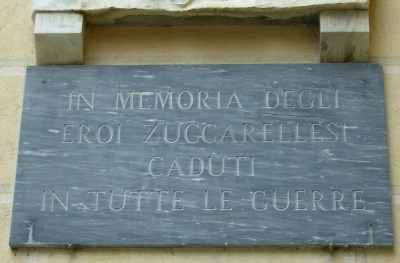 IN MEMORIA DEGLI
EROI ZUCCARELLESI
CADUTI
IN TUTTE LE GUERRE